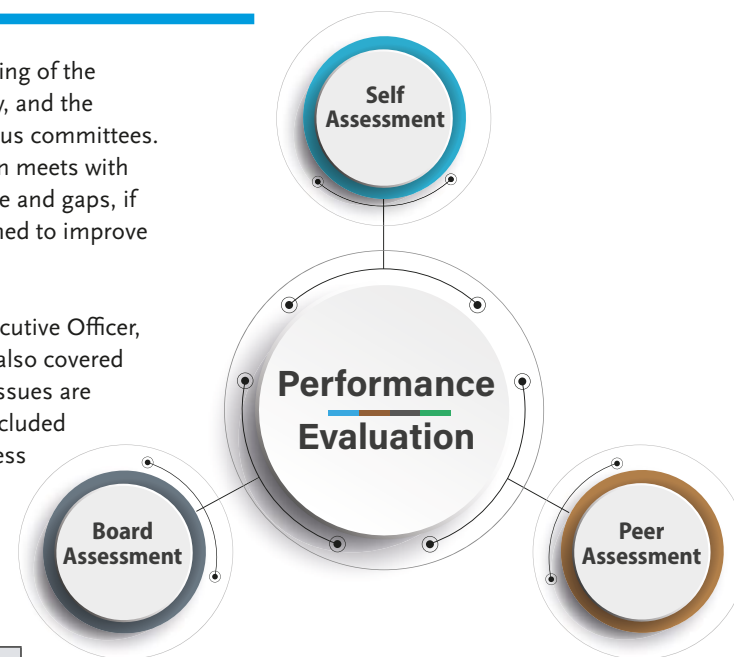 ing of the
, and the
us committees.
n meets with
e and gaps, if
ned to improve
cutive Officer,
also covered
ssues are
cluded
ess
Self
Assessment
Performance
Evaluation
Board
Assessment
Peer
Assessment